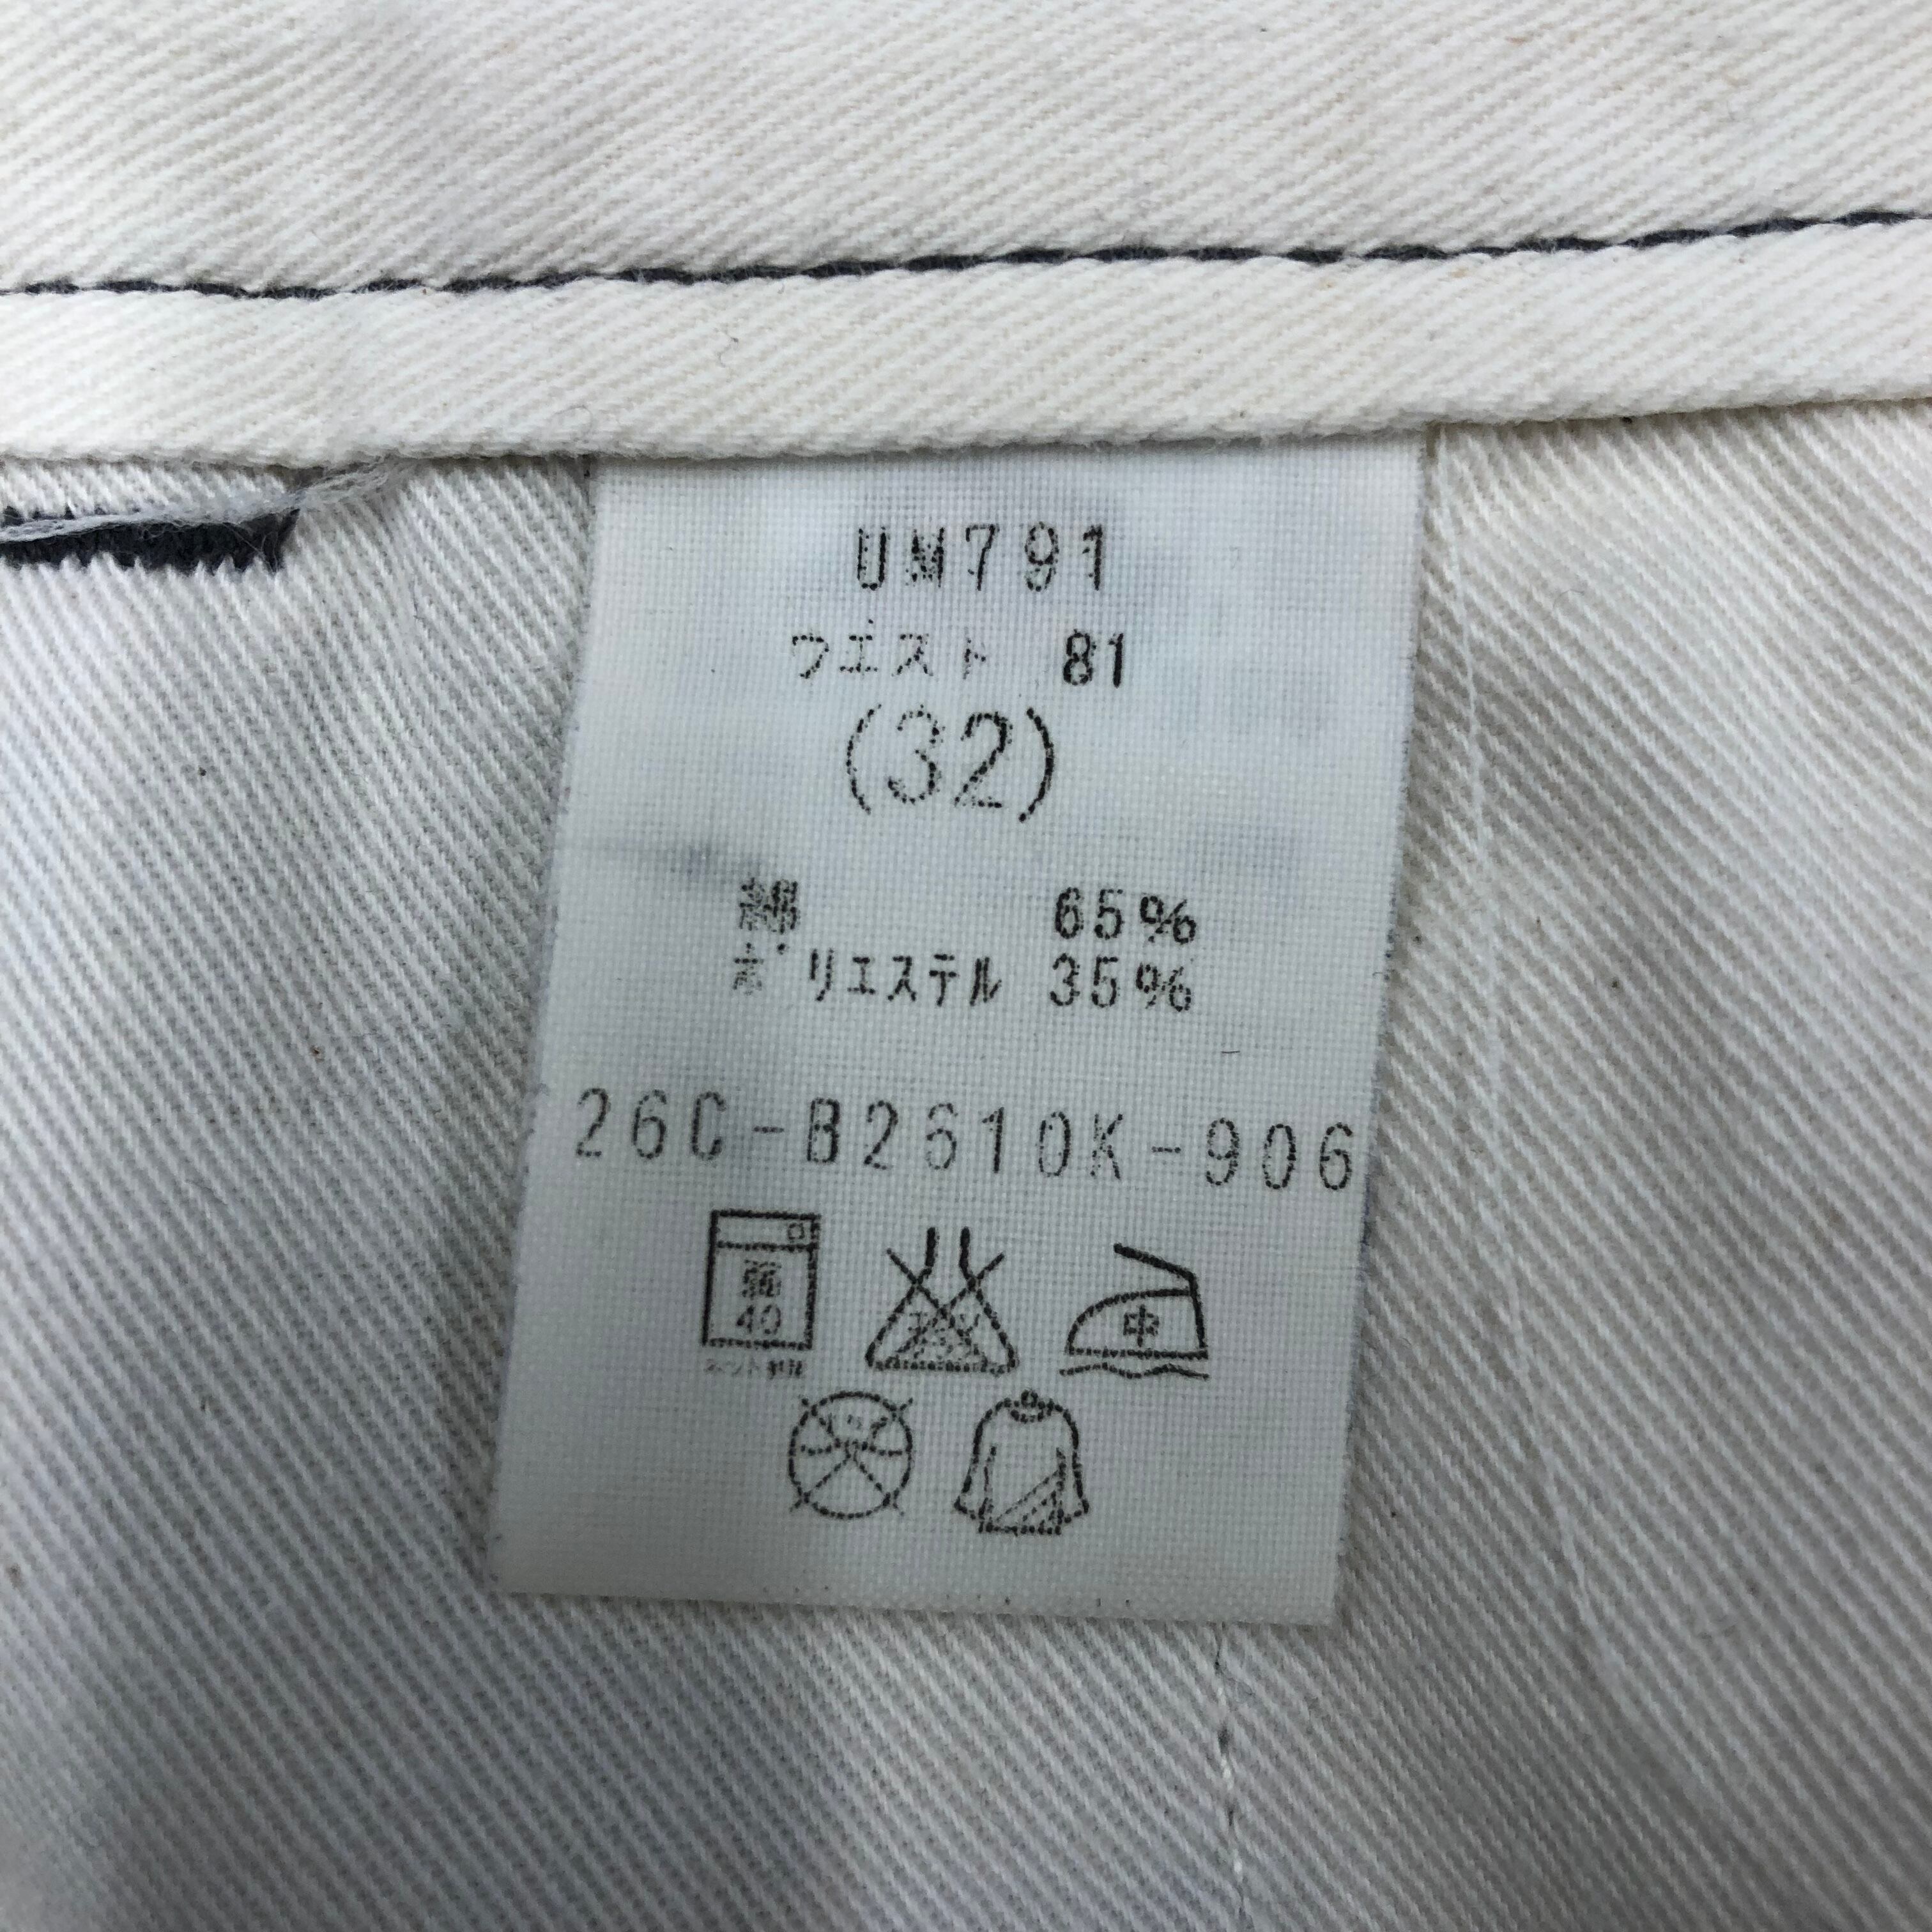 UM791
ウエスト 81
(32)
綿 65%
ポリエステル 35%
26C-B2610K-906
弱
40
中